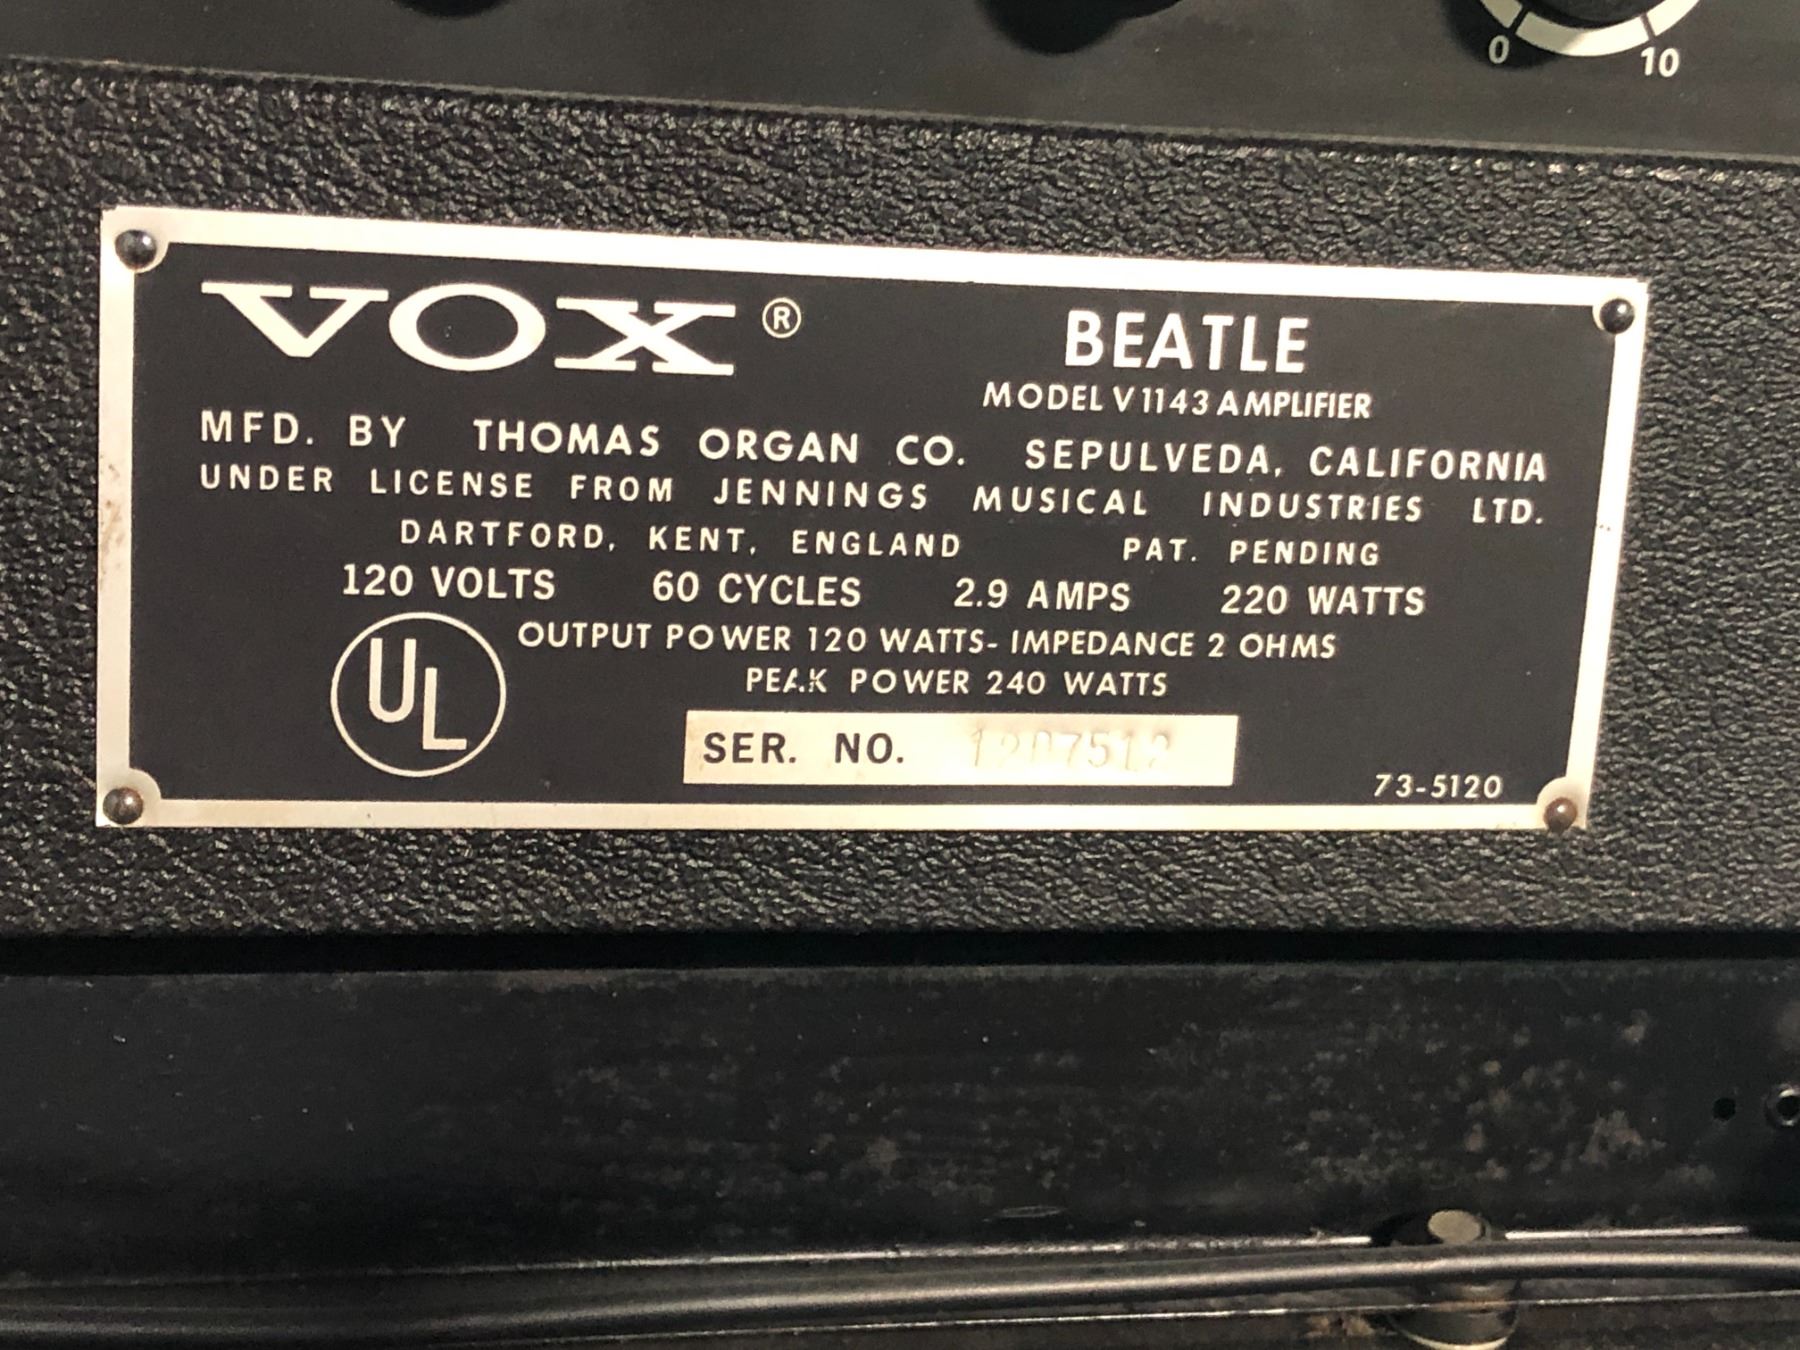 0 10
VOX® BEATLE
MODEL V1143 AMPLIFIER
MFD. BY THOMAS ORGAN CO. SEPULVEDA, CALIFORNIA
UNDER LICENSE FROM JENNINGS MUSICAL INDUSTRIES LTD.
DARTFORD, KENT, ENGLAND PAT. PENDING
120 VOLTS 60 CYCLES 2.9 AMPS 220 WATTS
OUTPUT POWER 120 WATTS- IMPEDANCE 2 OHMS
PEAK POWER 240 WATTS
UL
SER. NO.
73-5120